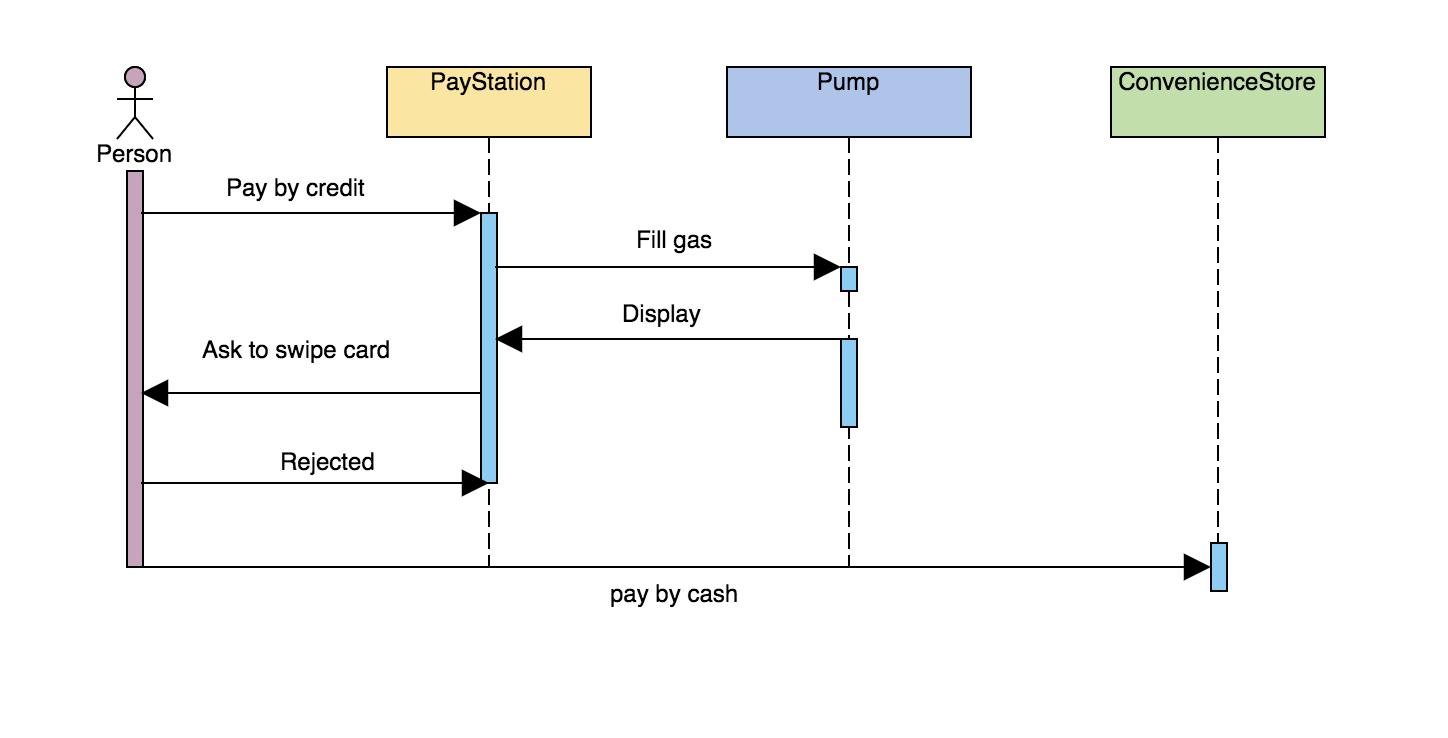 PayStation
Pump
ConvenienceStore
Person
Pay by credit
Fill gas
Display
Ask to swipe card
Rejected
pay by cash